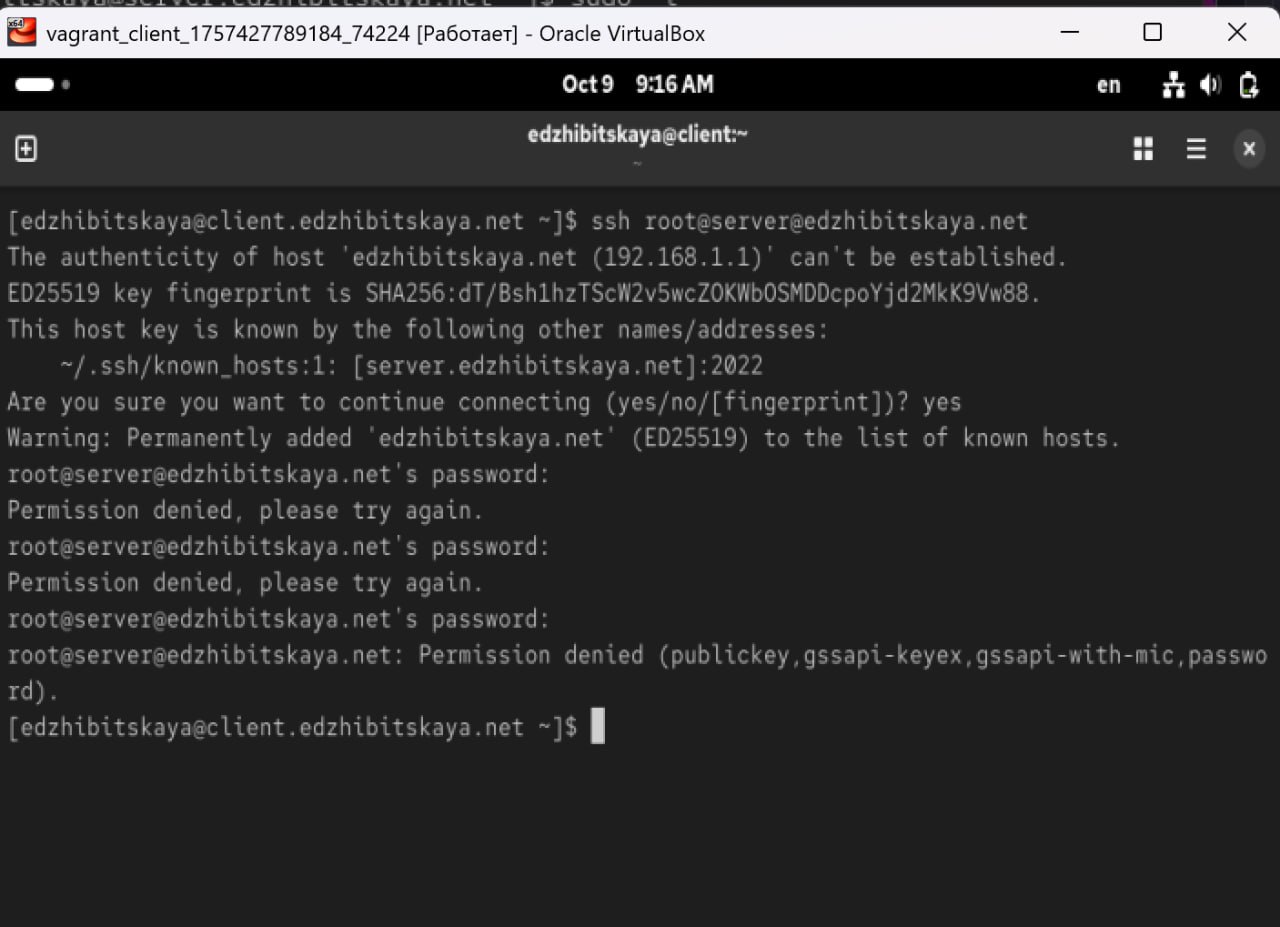 vagrant_client_1757427789184_74224 [Работает] - Oracle VirtualBox
Oct 9 9:16 AM
en
edzhibitskaya@client:~
~
[edzhibitskaya@client.edzhibitskaya.net ~]$ ssh root@server@edzhibitskaya.net
The authenticity of host 'edzhibitskaya.net (192.168.1.1)' can't be established.
ED25519 key fingerprint is SHA256:dT/Bsh1hzTScW2v5wcZOKWbOSMDDcpoYjd2MkK9Vw88.
This host key is known by the following other names/addresses:
    ~/.ssh/known_hosts:1: [server.edzhibitskaya.net]:2022
Are you sure you want to continue connecting (yes/no/[fingerprint])? yes
Warning: Permanently added 'edzhibitskaya.net' (ED25519) to the list of known hosts.
root@server@edzhibitskaya.net's password:
Permission denied, please try again.
root@server@edzhibitskaya.net's password:
Permission denied, please try again.
root@server@edzhibitskaya.net's password:
root@server@edzhibitskaya.net: Permission denied (publickey,gssapi-keyex,gssapi-with-mic,passwo
rd).
[edzhibitskaya@client.edzhibitskaya.net ~]$